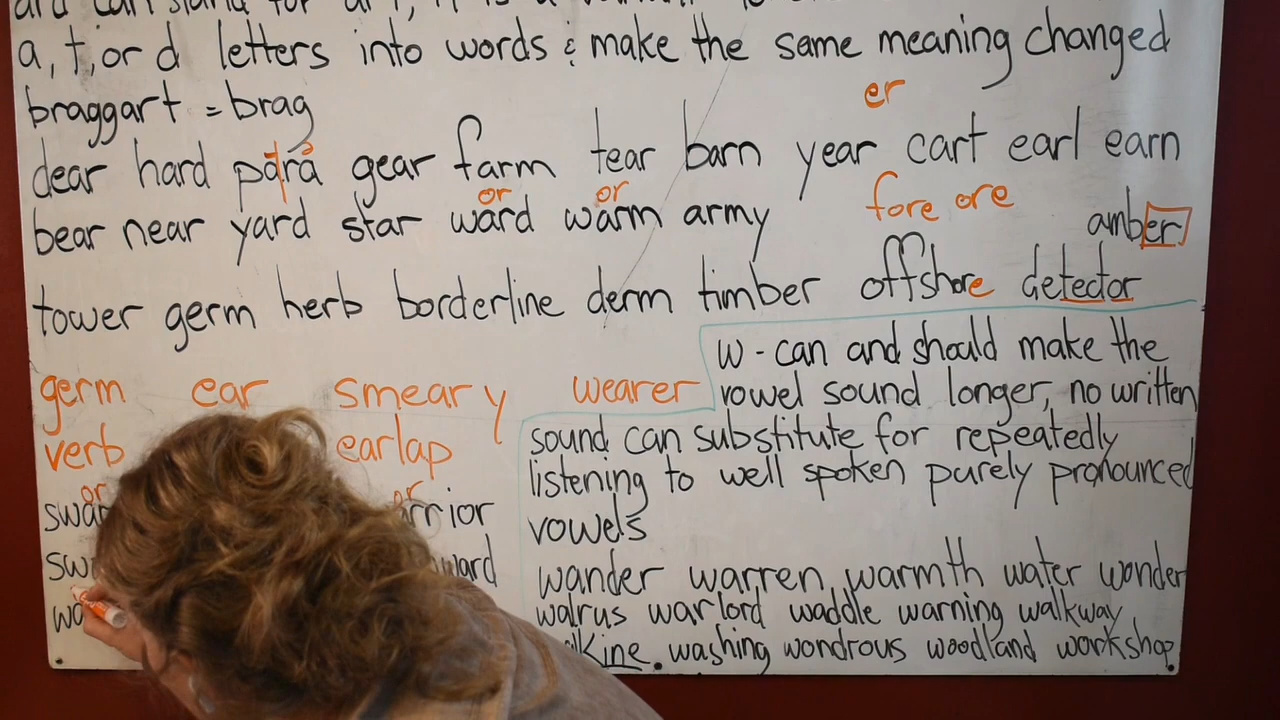 a, t, or d letters into words & make the same meaning changed
braggart = brag
er
dear hard para gear farm tear barn year cart earl earn
or or fore ore
bear near yard star ward warm army amber
tower germ herb borderline derm timber offshore detector
w - can and should make the
germ ear smeary wearer vowel sound longer, no written
verb earlap sound can substitute for repeatedly
listening to well spoken purely pronounced
or or
vowels
wander warren warmth water wonder
walrus warlord waddle warning walkway
washing wondrous woodland workshop